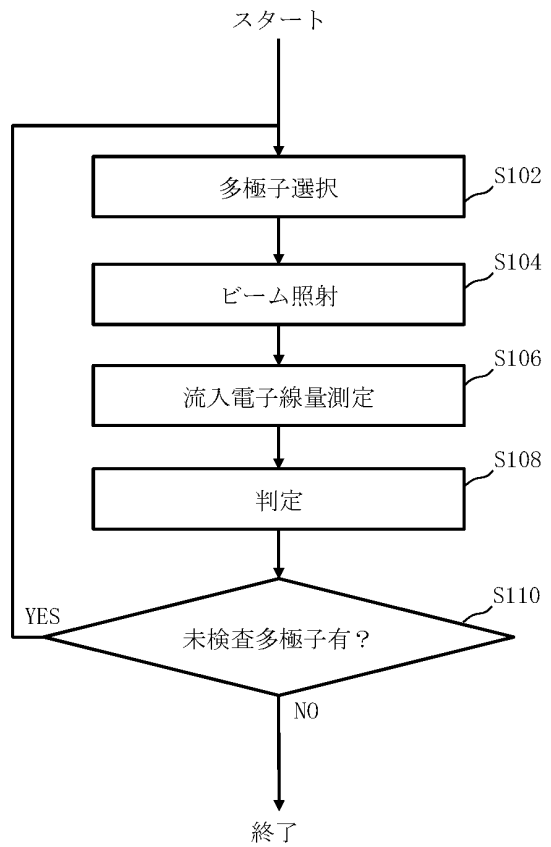 スタート
多極子選択
S102
ビーム照射
S104
流入電子線量測定
S106
判定
S108
未検査多極子有？
S110
YES
NO
終了